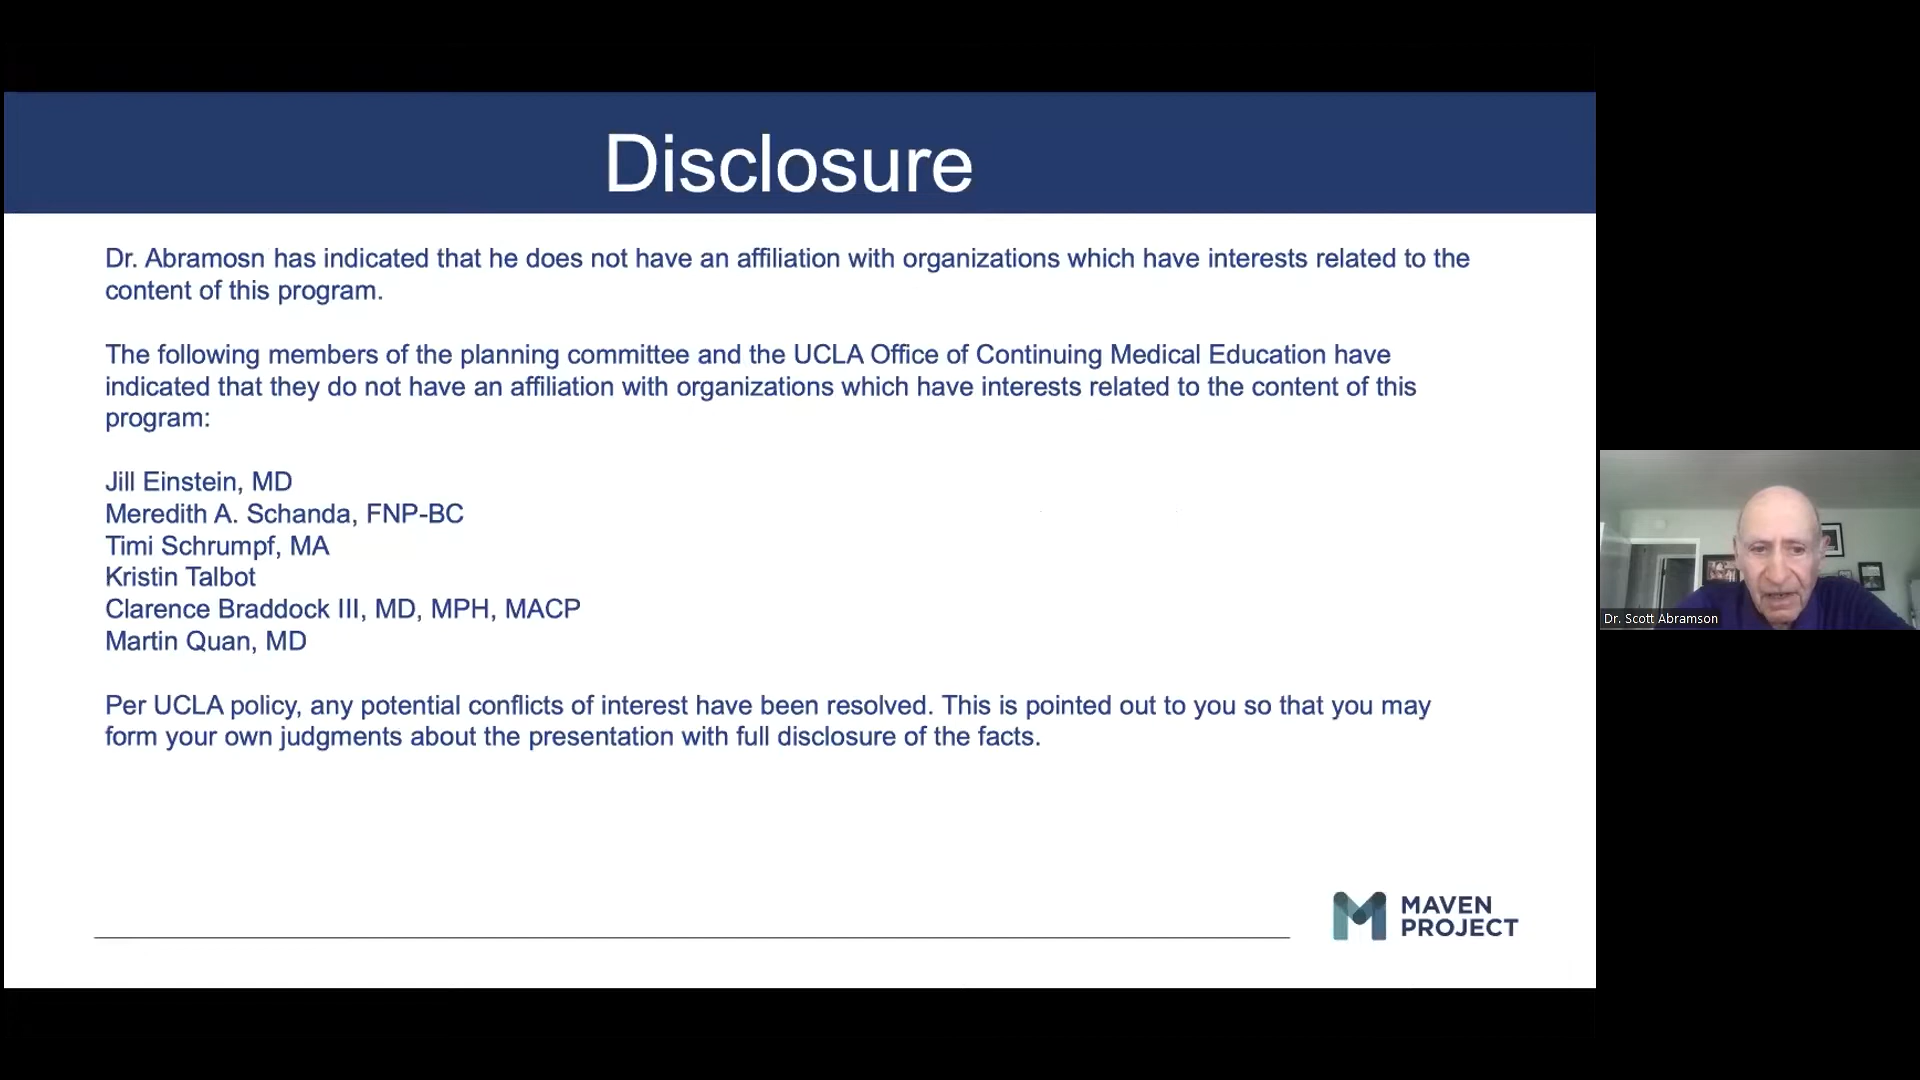 Disclosure
Dr. Abramosn has indicated that he does not have an affiliation with organizations which have interests related to the
content of this program.
The following members of the planning committee and the UCLA Office of Continuing Medical Education have
indicated that they do not have an affiliation with organizations which have interests related to the content of this
program:
Jill Einstein, MD
Meredith A. Schanda, FNP-BC
Timi Schrumpf, MA
Kristin Talbot
Clarence Braddock III, MD, MPH, MACP
Martin Quan, MD
Per UCLA policy, any potential conflicts of interest have been resolved. This is pointed out to you so that you may
form your own judgments about the presentation with full disclosure of the facts.
MAVEN
PROJECT
Dr. Scott Abramson